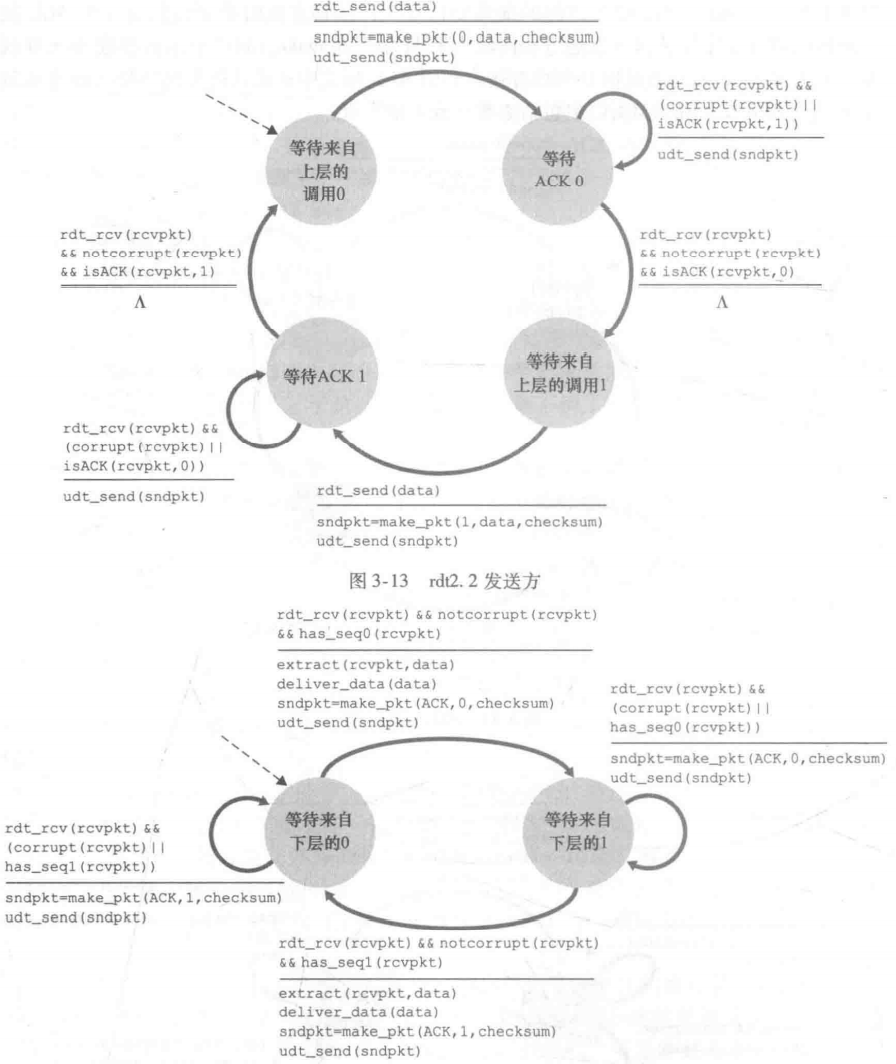 rdt_send(data)
sndpkt=make_pkt(0,data,checksum)
udt_send(sndpkt)
rdt_rcv(rcvpkt) &&
(corrupt(rcvpkt)||
isACK(rcvpkt,1))
udt_send(sndpkt)
等待来自
上层的
调用0
等待
ACK 0
rdt_rcv(rcvpkt)
&& notcorrupt(rcvpkt)
&& isACK(rcvpkt,1)
Λ
rdt_rcv(rcvpkt)
&& notcorrupt(rcvpkt)
&& isACK(rcvpkt,0)
Λ
等待ACK 1
等待来自
上层的调用1
rdt_rcv(rcvpkt) &&
(corrupt(rcvpkt)||
isACK(rcvpkt,0))
udt_send(sndpkt)
rdt_send(data)
sndpkt=make_pkt(1,data,checksum)
udt_send(sndpkt)
图 3-13 rdt2. 2 发送方
rdt_rcv(rcvpkt) && notcorrupt(rcvpkt)
&& has_seq0(rcvpkt)
extract(rcvpkt,data)
deliver_data(data)
sndpkt=make_pkt(ACK,0,checksum)
udt_send(sndpkt)
rdt_rcv(rcvpkt) &&
(corrupt(rcvpkt)||
has_seq0(rcvpkt))
sndpkt=make_pkt(ACK,0,checksum)
udt_send(sndpkt)
等待来自
下层的0
等待来自
下层的1
rdt_rcv(rcvpkt) &&
(corrupt(rcvpkt)||
has_seq1(rcvpkt))
sndpkt=make_pkt(ACK,1,checksum)
udt_send(sndpkt)
rdt_rcv(rcvpkt) && notcorrupt(rcvpkt)
&& has_seq1(rcvpkt)
extract(rcvpkt,data)
deliver_data(data)
sndpkt=make_pkt(ACK,1,checksum)
udt_send(sndpkt)